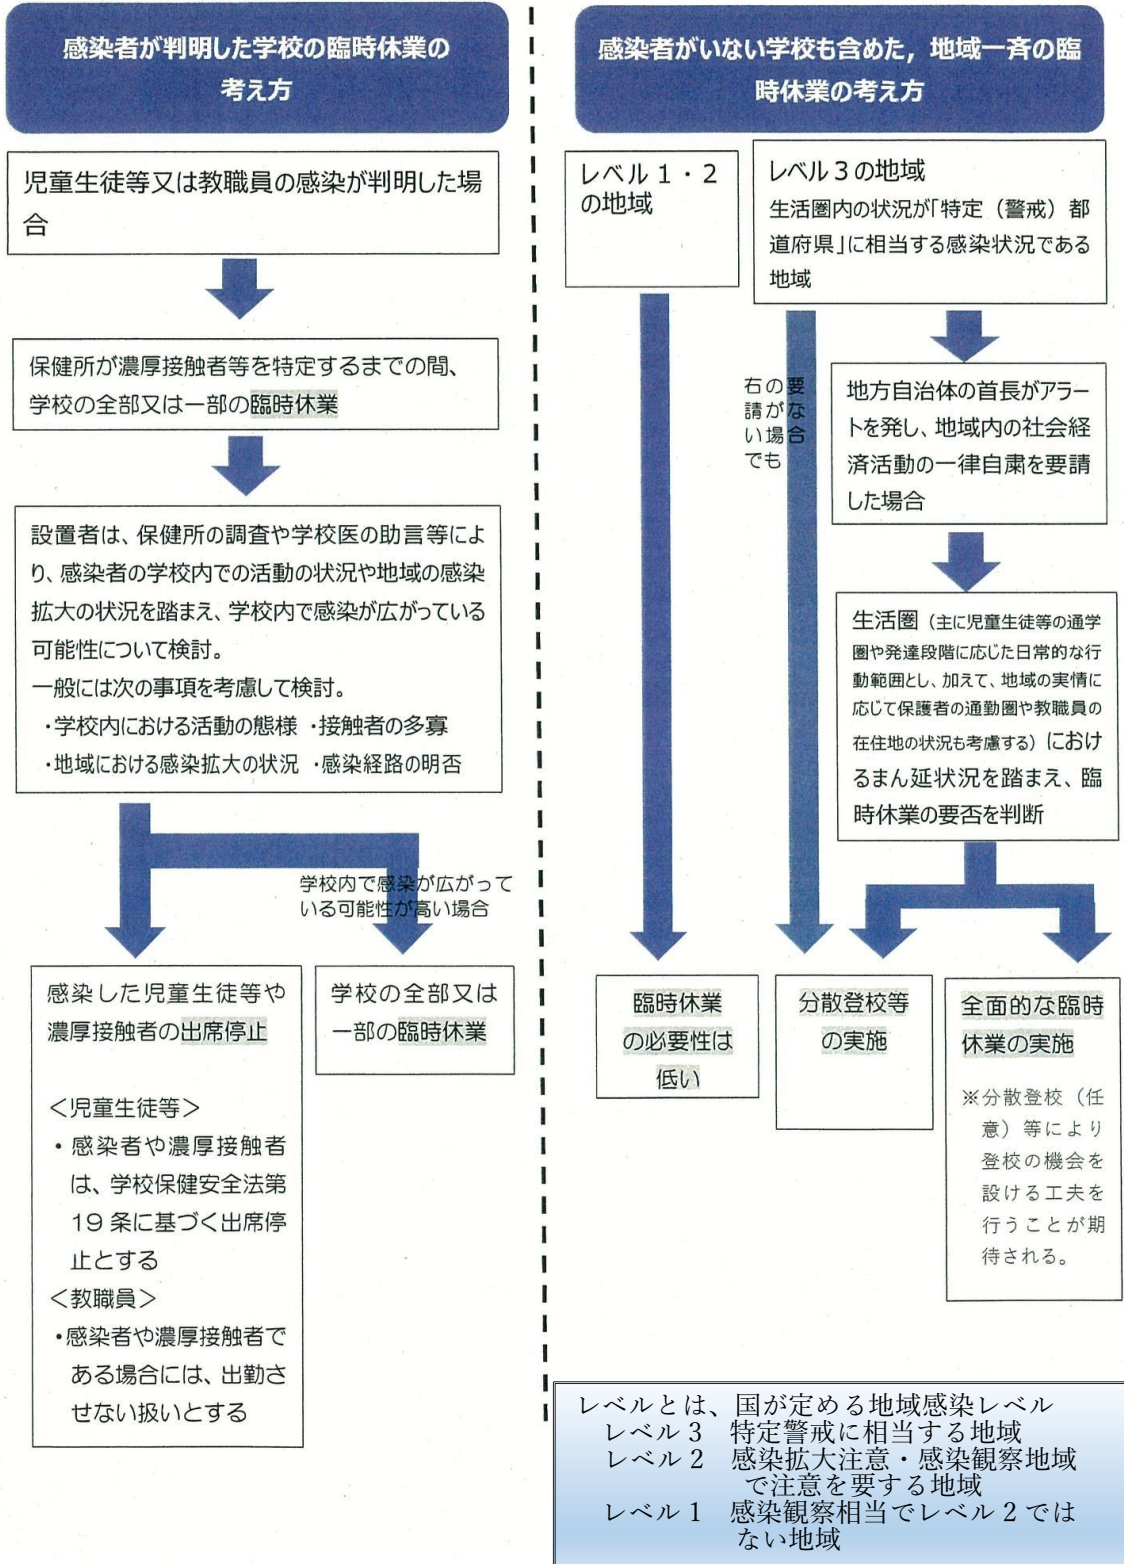 感染者が判明した学校の臨時休業の
考え方
児童生徒等又は教職員の感染が判明した場
合
保健所が濃厚接触者等を特定するまでの間、
学校の全部又は一部の臨時休業
設置者は、保健所の調査や学校医の助言等によ
り、感染者の学校内での活動の状況や地域の感染
拡大の状況を踏まえ、学校内で感染が広がっている
可能性について検討。
一般には次の事項を考慮して検討。
・学校内における活動の態様 ・接触者の多寡
・地域における感染拡大の状況 ・感染経路の明否
学校内で感染が広がって
いる可能性が高い場合
感染した児童生徒等や
濃厚接触者の出席停止
<児童生徒等>
・感染者や濃厚接触者
は、学校保健安全法第
19 条に基づく出席停
止とする
<教職員>
・感染者や濃厚接触者で
ある場合には、出勤さ
せない扱いとする
学校の全部又は
一部の臨時休業
感染者がいない学校も含めた，地域一斉の臨
時休業の考え方
レベル１・２
の地域
レベル３の地域
生活圏内の状況が「特定（警戒）都
道府県」に相当する感染状況である
地域
右の要
請がな
い場合
でも
地方自治体の首長がアラー
トを発し、地域内の社会経
済活動の一律自粛を要請
した場合
生活圏（主に児童生徒等の通学
圏や発達段階に応じた日常的な行
動範囲とし、加えて、地域の実情に
応じて保護者の通勤圏や教職員の
在住地の状況も考慮する）におけ
るまん延状況を踏まえ、臨
時休業の要否を判断
臨時休業
の必要性は
低い
分散登校等
の実施
全面的な臨時
休業の実施
※分散登校（任
意）等により
登校の機会を
設ける工夫を
行うことが期
待される。
レベルとは、国が定める地域感染レベル
レベル３　特定警戒に相当する地域
レベル２　感染拡大注意・感染観察地域
で注意を要する地域
レベル１　感染観察相当でレベル２では
ない地域